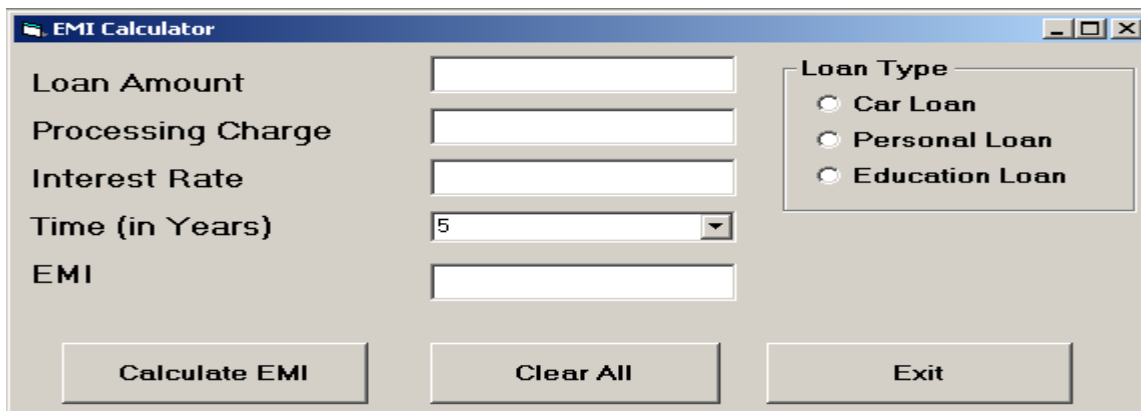 EMI Calculator
Loan Amount
Processing Charge
Interest Rate
Time (in Years)
5
EMI
Loan Type
Car Loan
Personal Loan
Education Loan
Calculate EMI
Clear All
Exit